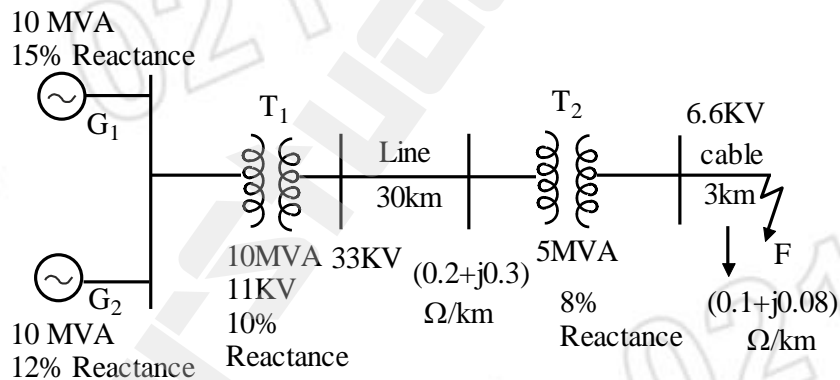 10 MVA
15% Reactance
G1
T1
T2
6.6KV
cable
3km
Line
30km
F
10MVA
11KV
10%
Reactance
33KV
(0.2+j0.3)
Ω/km
5MVA
8%
Reactance
(0.1+j0.08)
Ω/km
G2
10 MVA
12% Reactance